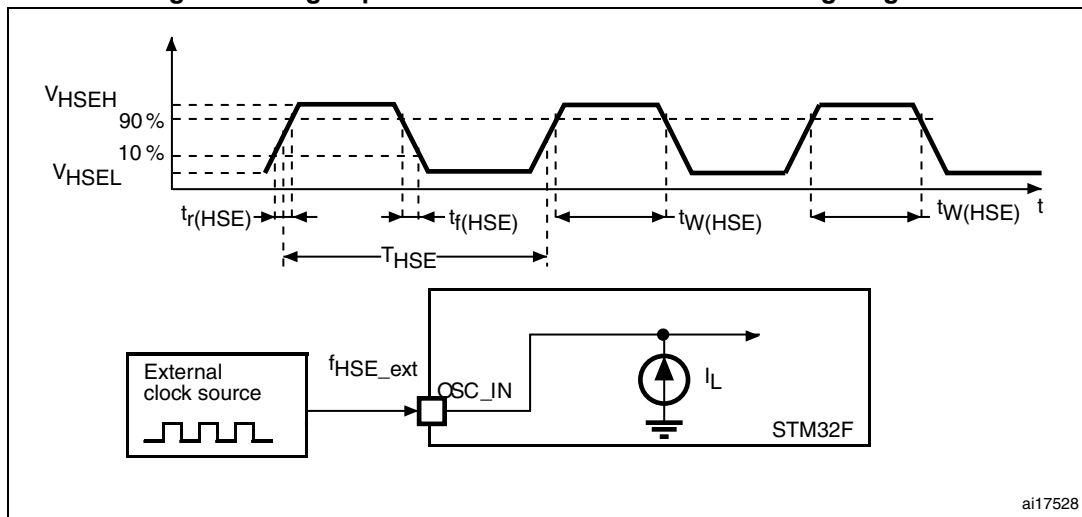 VHSEH
90 %
10 %
VHSEL
tr(HSE)
tf(HSE)
tW(HSE)
tW(HSE)
t
THSE
External
clock source
fHSE_ext
OSC_IN
IL
STM32F
ai17528